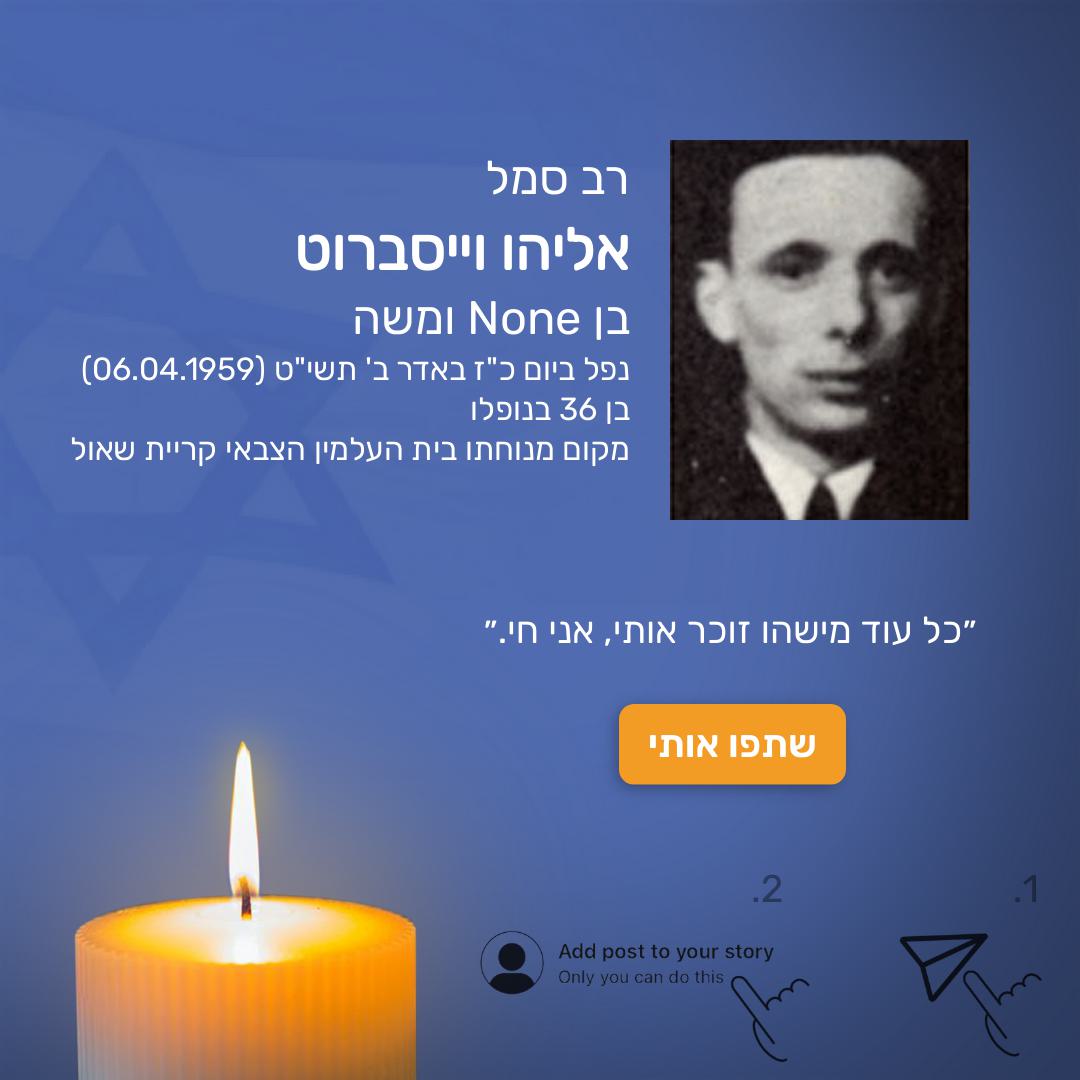 רב סמל
אליהו וייסברוט
בן None ומשה
נפל ביום כ"ז באדר ב' תשי"ט (06.04.1959)
בן 36 בנופלו
מקום מנוחתו בית העלמין הצבאי קריית שאול
״כל עוד מישהו זוכר אותי, אני חי.״
שתפו אותי
.1
.2
Add post to your story
Only you can do this